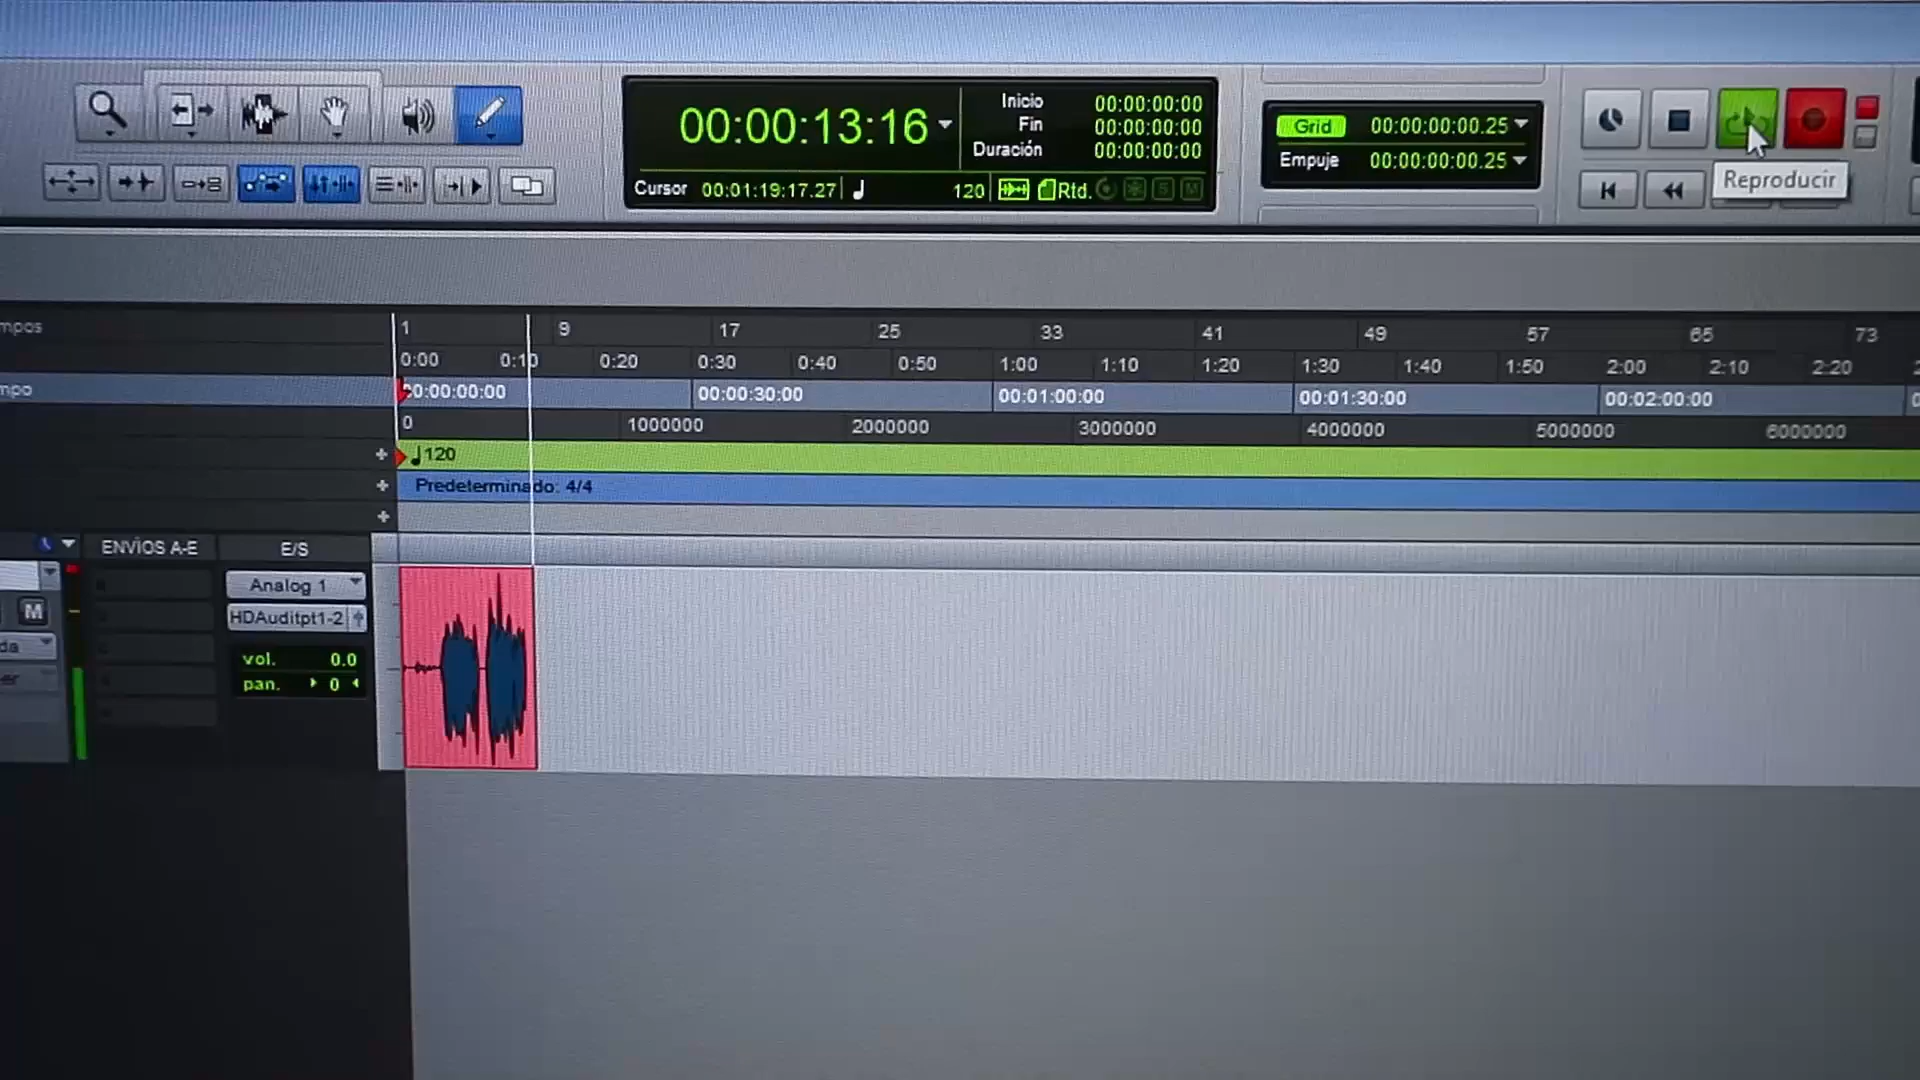 00:00:13:16
Inicio 00:00:00:00
Fin 00:00:00:00
Duración 00:00:00:00
Cursor 00:01:19:17.27 120 Rtd. S M
Grid 00:00:00:00.25
Empuje 00:00:00:00.25
Reproducir
mpos 1 9 17 25 33 41 49 57 65 73
0:00 0:10 0:20 0:30 0:40 0:50 1:00 1:10 1:20 1:30 1:40 1:50 2:00 2:10 2:20
mpo 00:00:00:00 00:00:30:00 00:01:00:00 00:01:30:00 00:02:00:00
0 1000000 2000000 3000000 4000000 5000000 6000000
120
Predeterminado: 4/4
ENVÍOS A-E E/S
Analog 1
M HDAuditpt1-2
da
er
vol. 0.0
pan. 0